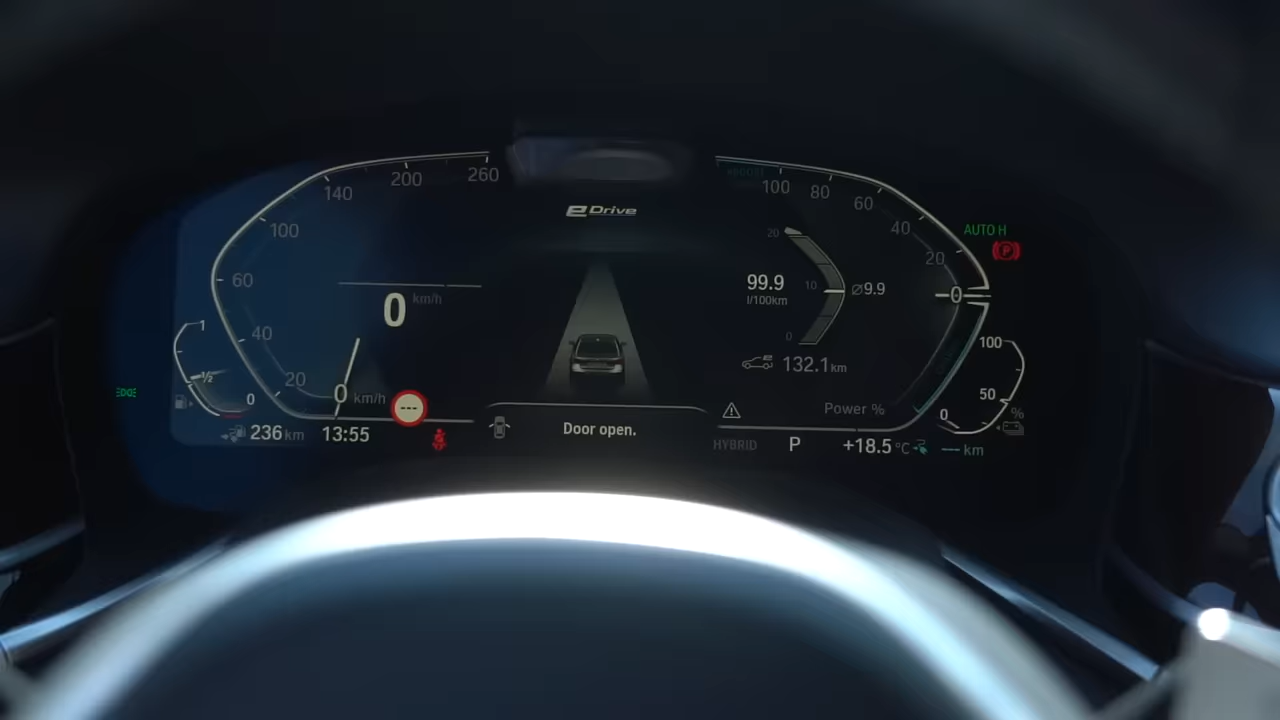 260
200
140
100
60
40
20
0 km/h
0 km/h
1
1/2
0
236 km
13:55
---
eDrive
Door open.
100
80
60
40
20
0
20
10
0
99.9
l/100km
Ø9.9
132.1 km
Power %
HYBRID
P
+18.5 °C
--- km
AUTO H
P
100
50
0
%